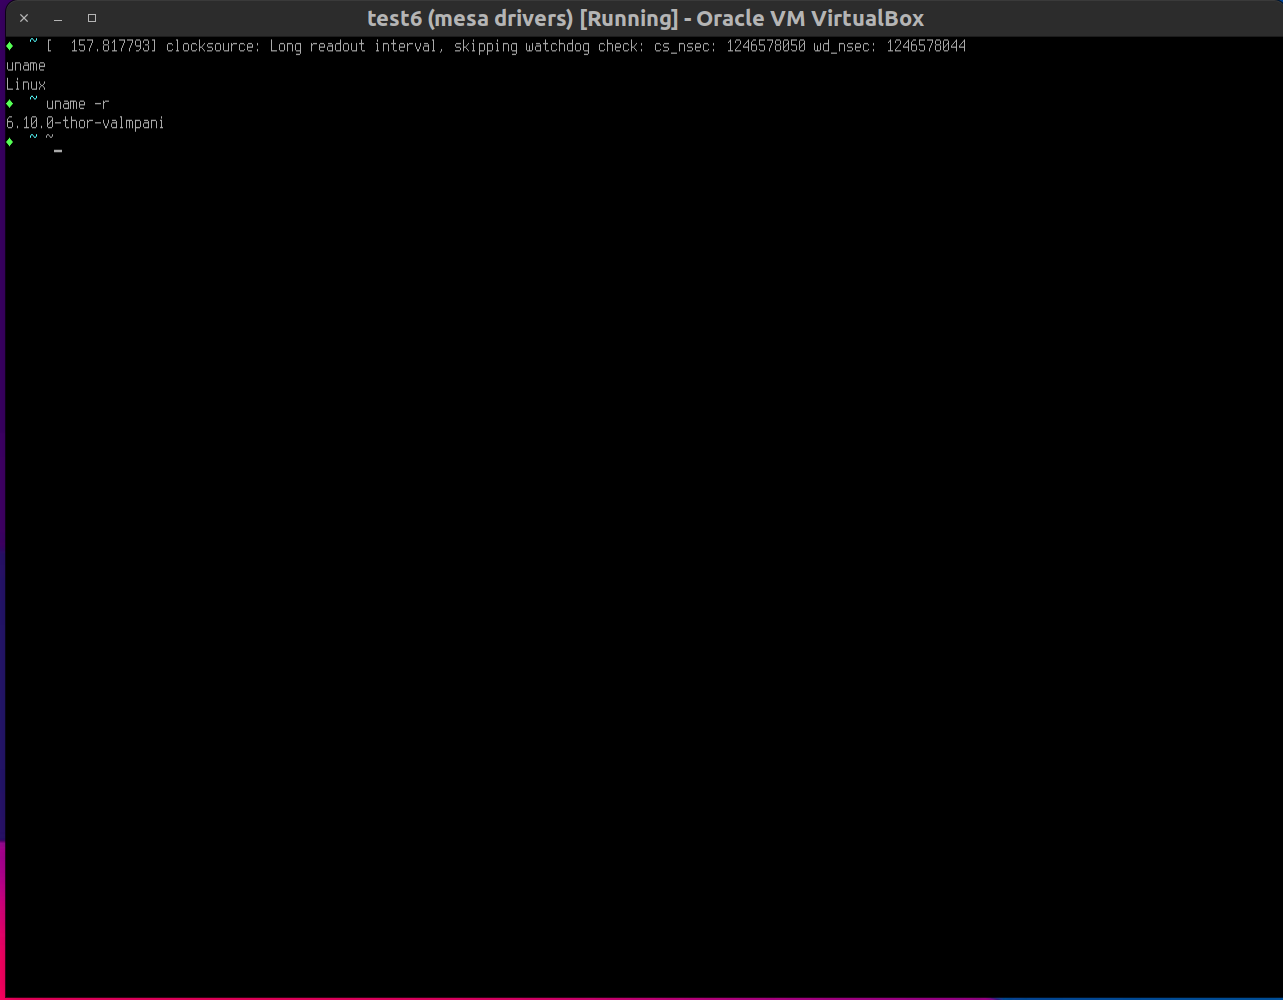 test6 (mesa drivers) [Running] - Oracle VM VirtualBox
♦  ~ [  157.817793] clocksource: Long readout interval, skipping watchdog check: cs_nsec: 1246578050 wd_nsec: 1246578044
uname
Linux
♦  ~ uname -r
6.10.0-thor-valmpani
♦  ~ ~_